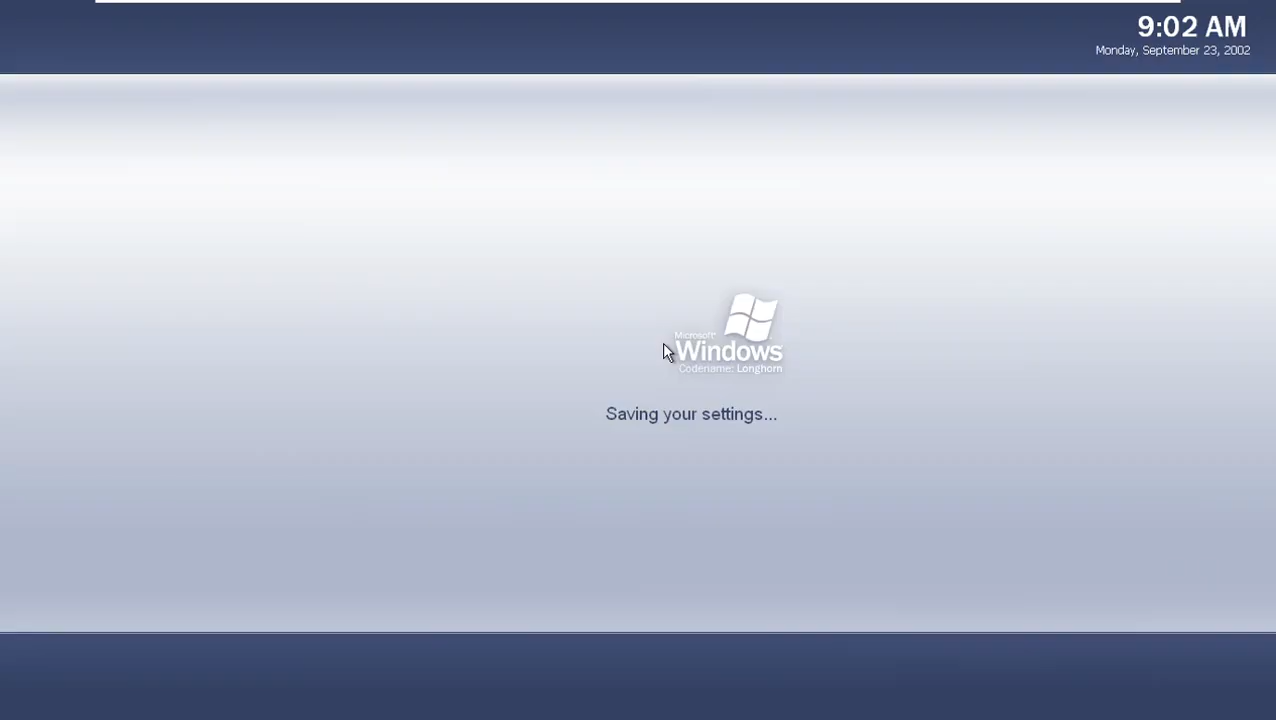 9:02 AM
Monday, September 23, 2002
Microsoft®
Windows
Codename: Longhorn
Saving your settings...